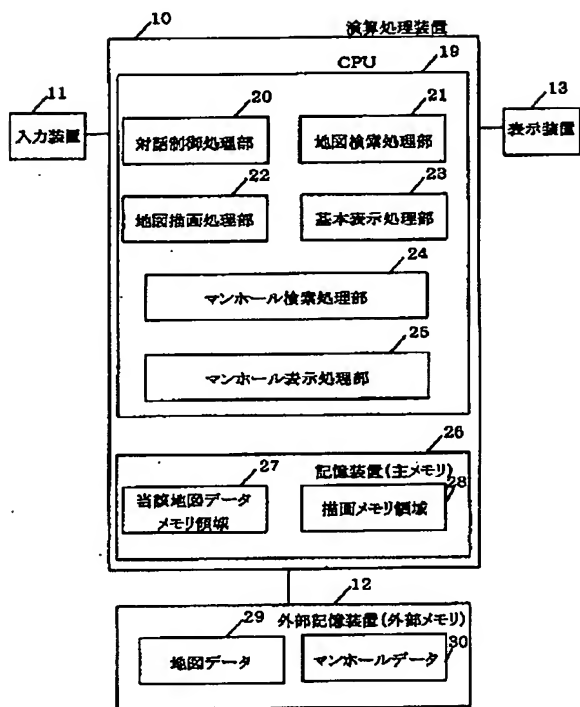 10
演算処理装置
CPU
19
11
入力装置
13
表示装置
20
対話制御処理部
21
地図検索処理部
22
地図描画処理部
23
基本表示処理部
24
マンホール検索処理部
25
マンホール表示処理部
26
記憶装置(主メモリ)
27
当該地図データ
メモリ領域
28
描画メモリ領域
12
外部記憶装置(外部メモリ)
29
地図データ
30
マンホールデータ